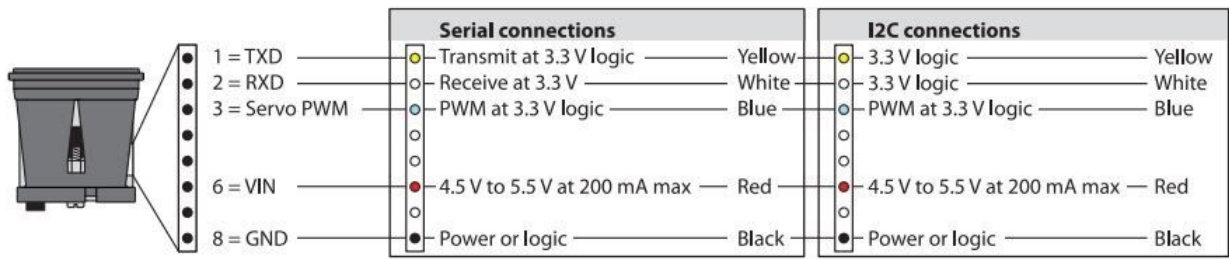 Serial connections I2C connections
1 = TXD Transmit at 3.3 V logic Yellow 3.3 V logic Yellow
2 = RXD Receive at 3.3 V White 3.3 V logic White
3 = Servo PWM PWM at 3.3 V logic Blue PWM at 3.3 V logic Blue
6 = VIN 4.5 V to 5.5 V at 200 mA max Red 4.5 V to 5.5 V at 200 mA max Red
8 = GND Power or logic Black Power or logic Black